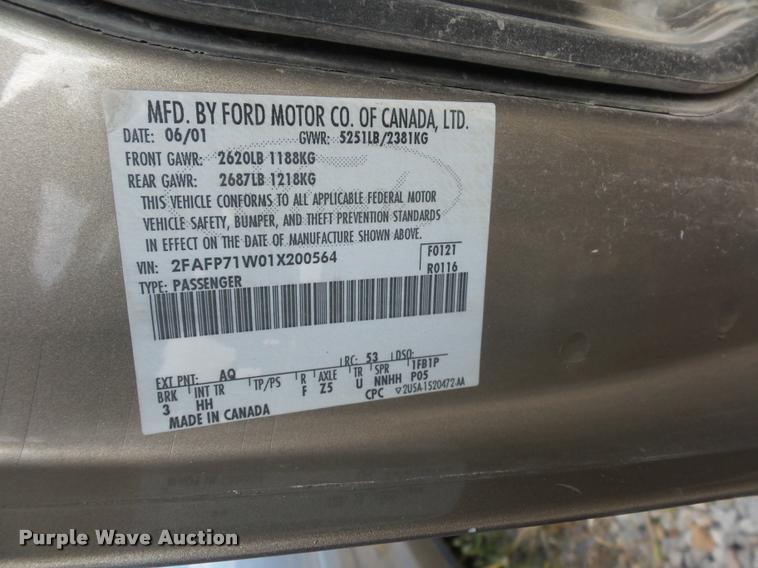 MFD. BY FORD MOTOR CO. OF CANADA, LTD.
DATE: 06/01 GVWR: 5251LB/2381KG
FRONT GAWR: 2620LB 1188KG
REAR GAWR: 2687LB 1218KG
THIS VEHICLE CONFORMS TO ALL APPLICABLE FEDERAL MOTOR
VEHICLE SAFETY, BUMPER, AND THEFT PREVENTION STANDARDS
IN EFFECT ON THE DATE OF MANUFACTURE SHOWN ABOVE.
VIN: 2FAFP71W01X200564 F0121
TYPE: PASSENGER R0116
EXT PNT: AQ RC: 53 DSO:
BRK INT TR TP/PS R AXLE TR SPR 1FB1P
3 HH F Z5 U NNHH P05
MADE IN CANADA CPC ▽2U5A-1520472-AA
Purple Wave Auction